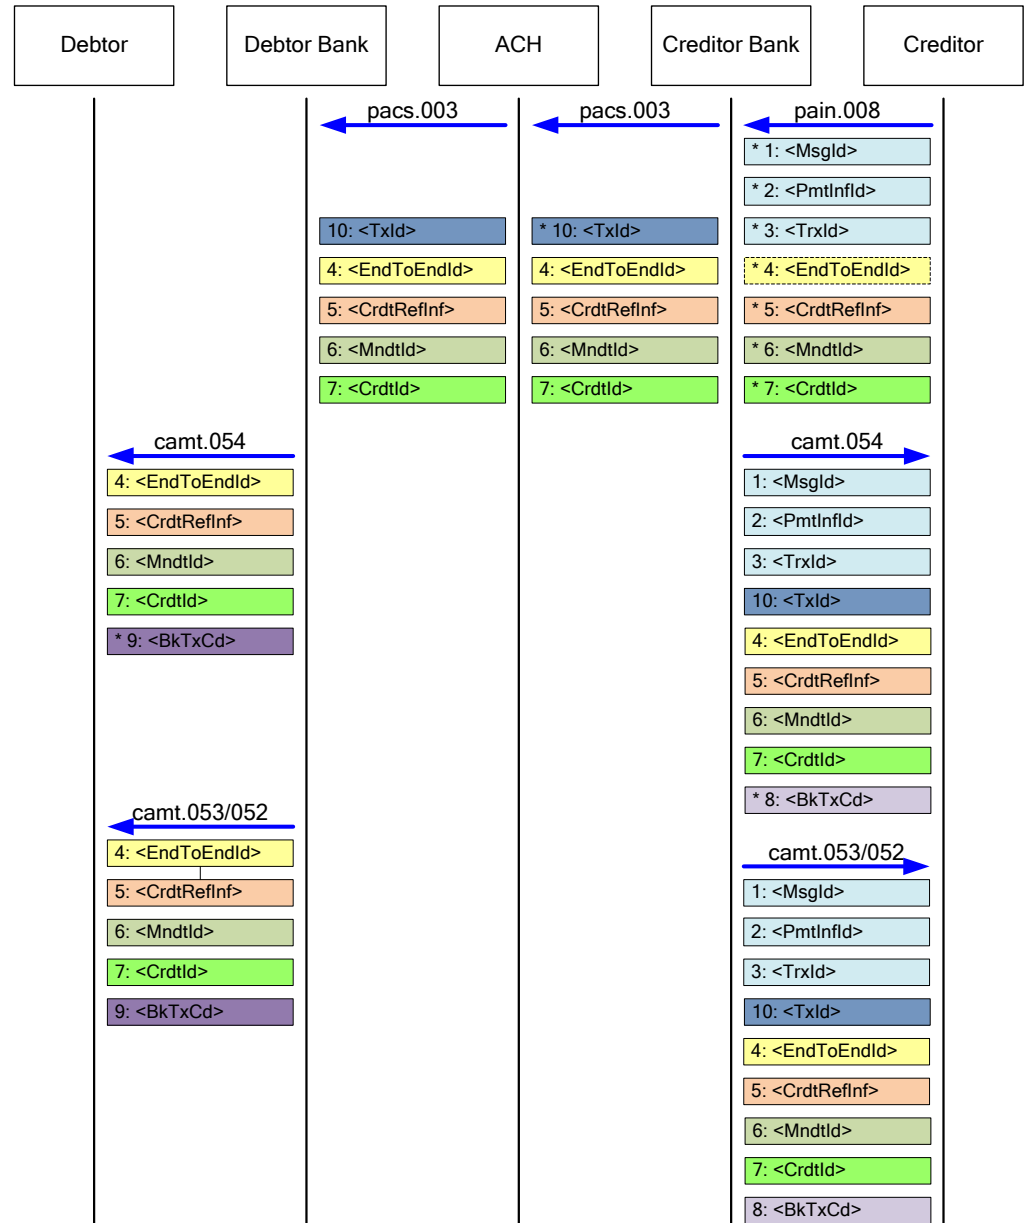 Debtor
Debtor Bank
ACH
Creditor Bank
Creditor
pacs.003
pacs.003
pain.008
* 1: <MsgId>
* 2: <PmtInfId>
10: <TxId>
* 10: <TxId>
* 3: <TrxId>
4: <EndToEndId>
4: <EndToEndId>
* 4: <EndToEndId>
5: <CrdtRefInf>
5: <CrdtRefInf>
* 5: <CrdtRefInf>
6: <MndtId>
6: <MndtId>
* 6: <MndtId>
7: <CrdtId>
7: <CrdtId>
* 7: <CrdtId>
camt.054
camt.054
4: <EndToEndId>
1: <MsgId>
5: <CrdtRefInf>
2: <PmtInfId>
6: <MndtId>
3: <TrxId>
7: <CrdtId>
10: <TxId>
* 9: <BkTxCd>
4: <EndToEndId>
5: <CrdtRefInf>
6: <MndtId>
7: <CrdtId>
* 8: <BkTxCd>
camt.053/052
camt.053/052
4: <EndToEndId>
5: <CrdtRefInf>
1: <MsgId>
6: <MndtId>
2: <PmtInfId>
7: <CrdtId>
3: <TrxId>
9: <BkTxCd>
10: <TxId>
4: <EndToEndId>
5: <CrdtRefInf>
6: <MndtId>
7: <CrdtId>
8: <BkTxCd>